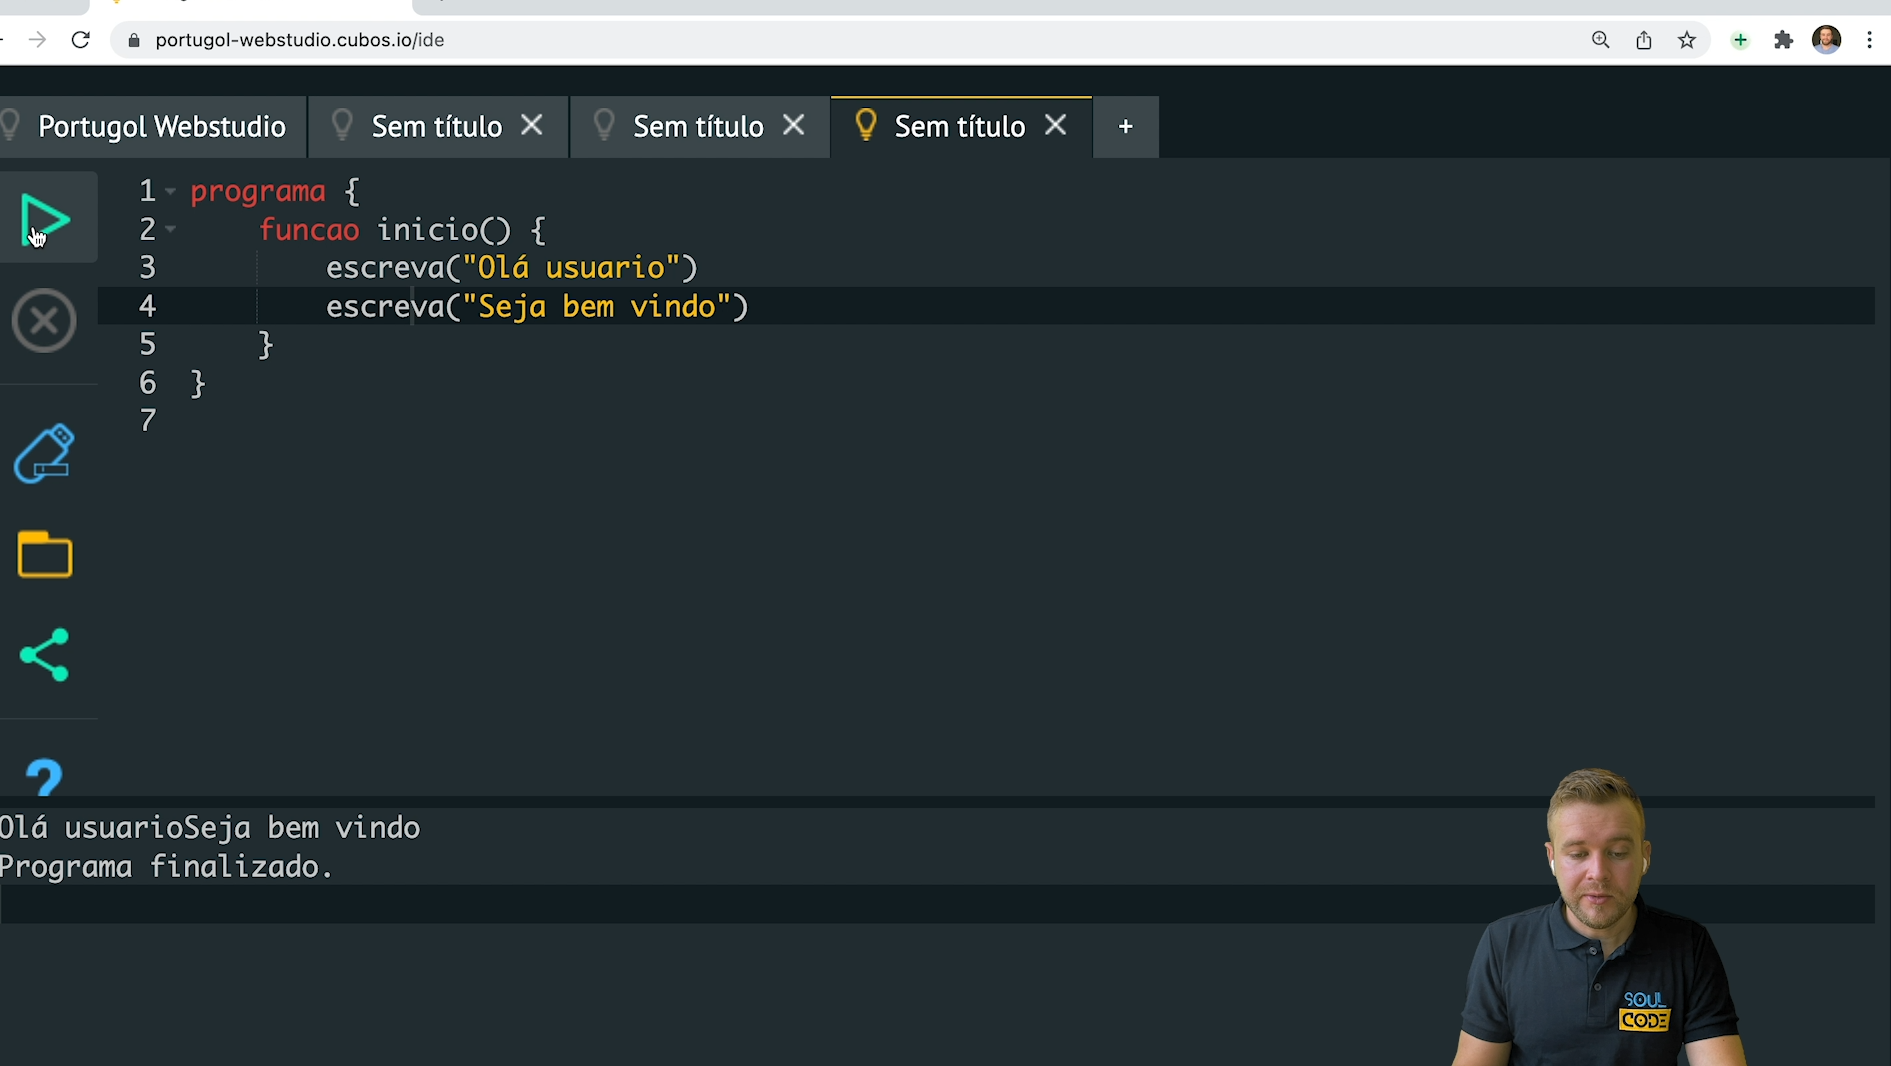 portugol-webstudio.cubos.io/ide
Portugol Webstudio
Sem título
Sem título
Sem título
+
1 programa {
2 funcao inicio() {
3 escreva("Olá usuario")
4 escreva("Seja bem vindo")
5 }
6 }
7
?
Olá usuarioSeja bem vindo
Programa finalizado.
SOUL
CODE